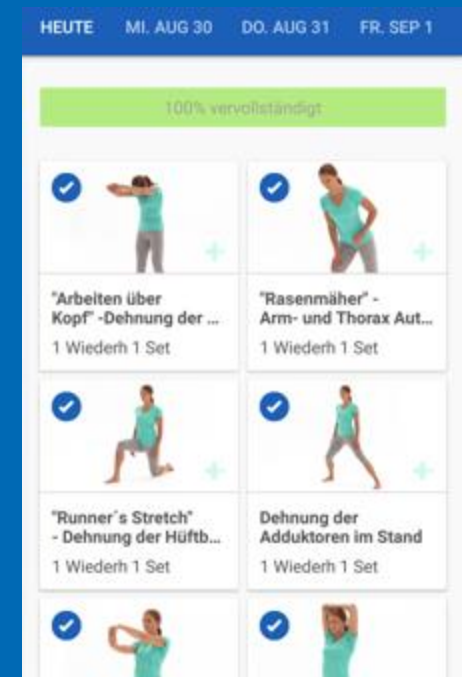 HEUTE MI. AUG 30 DO. AUG 31 FR. SEP 1
100% vervollständigt
"Arbeiten über
Kopf" -Dehnung der ...
1 Wiederh 1 Set
"Rasenmäher" -
Arm- und Thorax Aut...
1 Wiederh 1 Set
"Runner´s Stretch"
- Dehnung der Hüftb...
1 Wiederh 1 Set
Dehnung der
Adduktoren im Stand
1 Wiederh 1 Set